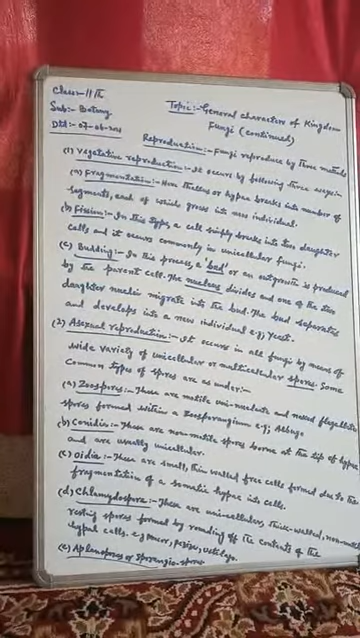 Class:- 11th
Sub:- Botany
Dtd:- 07-06-2021
Topic:- General characters of Kingdom
Fungi (continued)
Reproduction:- Fungi reproduce by three methods
(1) Vegetative reproduction:- It occurs by following three ways:-
(a) Fragmentation:- Here thallus or hypha breaks into number of
segments, each of which grows into new individual.
(b) Fission:- In this type, a cell simply breaks into two daughter
cells and it occurs commonly in unicellular fungi.
(c) Budding:- In this process, a 'bud' or an outgrowth is produced
by the parent cell. The nucleus divides and one of the two
daughter nuclei migrate into the bud. The bud separates
and develops into a new individual e.g; Yeast.
(2) Asexual reproduction:- It occurs in all fungi by means of
wide variety of unicellular or multicellular spores. Some
common types of spores are as under:-
(a) Zoospores:- These are motile uni-nucleate and naked flagellate
spores formed within a Zoosporangium e.g; Albugo
(b) Conidia:- These are non-motile spores borne at the tip of hypha
and are usually unicellular.
(c) Oidia:- These are small, thin walled free cells formed due to the
fragmentation of a somatic hypha into cells.
(d) Chlamydospore:- These are unicellular, thick-walled, non-motile
resting spores formed by rounding off the contents of the
hyphal cells. e.g mucor, peziza, ustilago.
(e) Aplanospores or Sporangio-spores